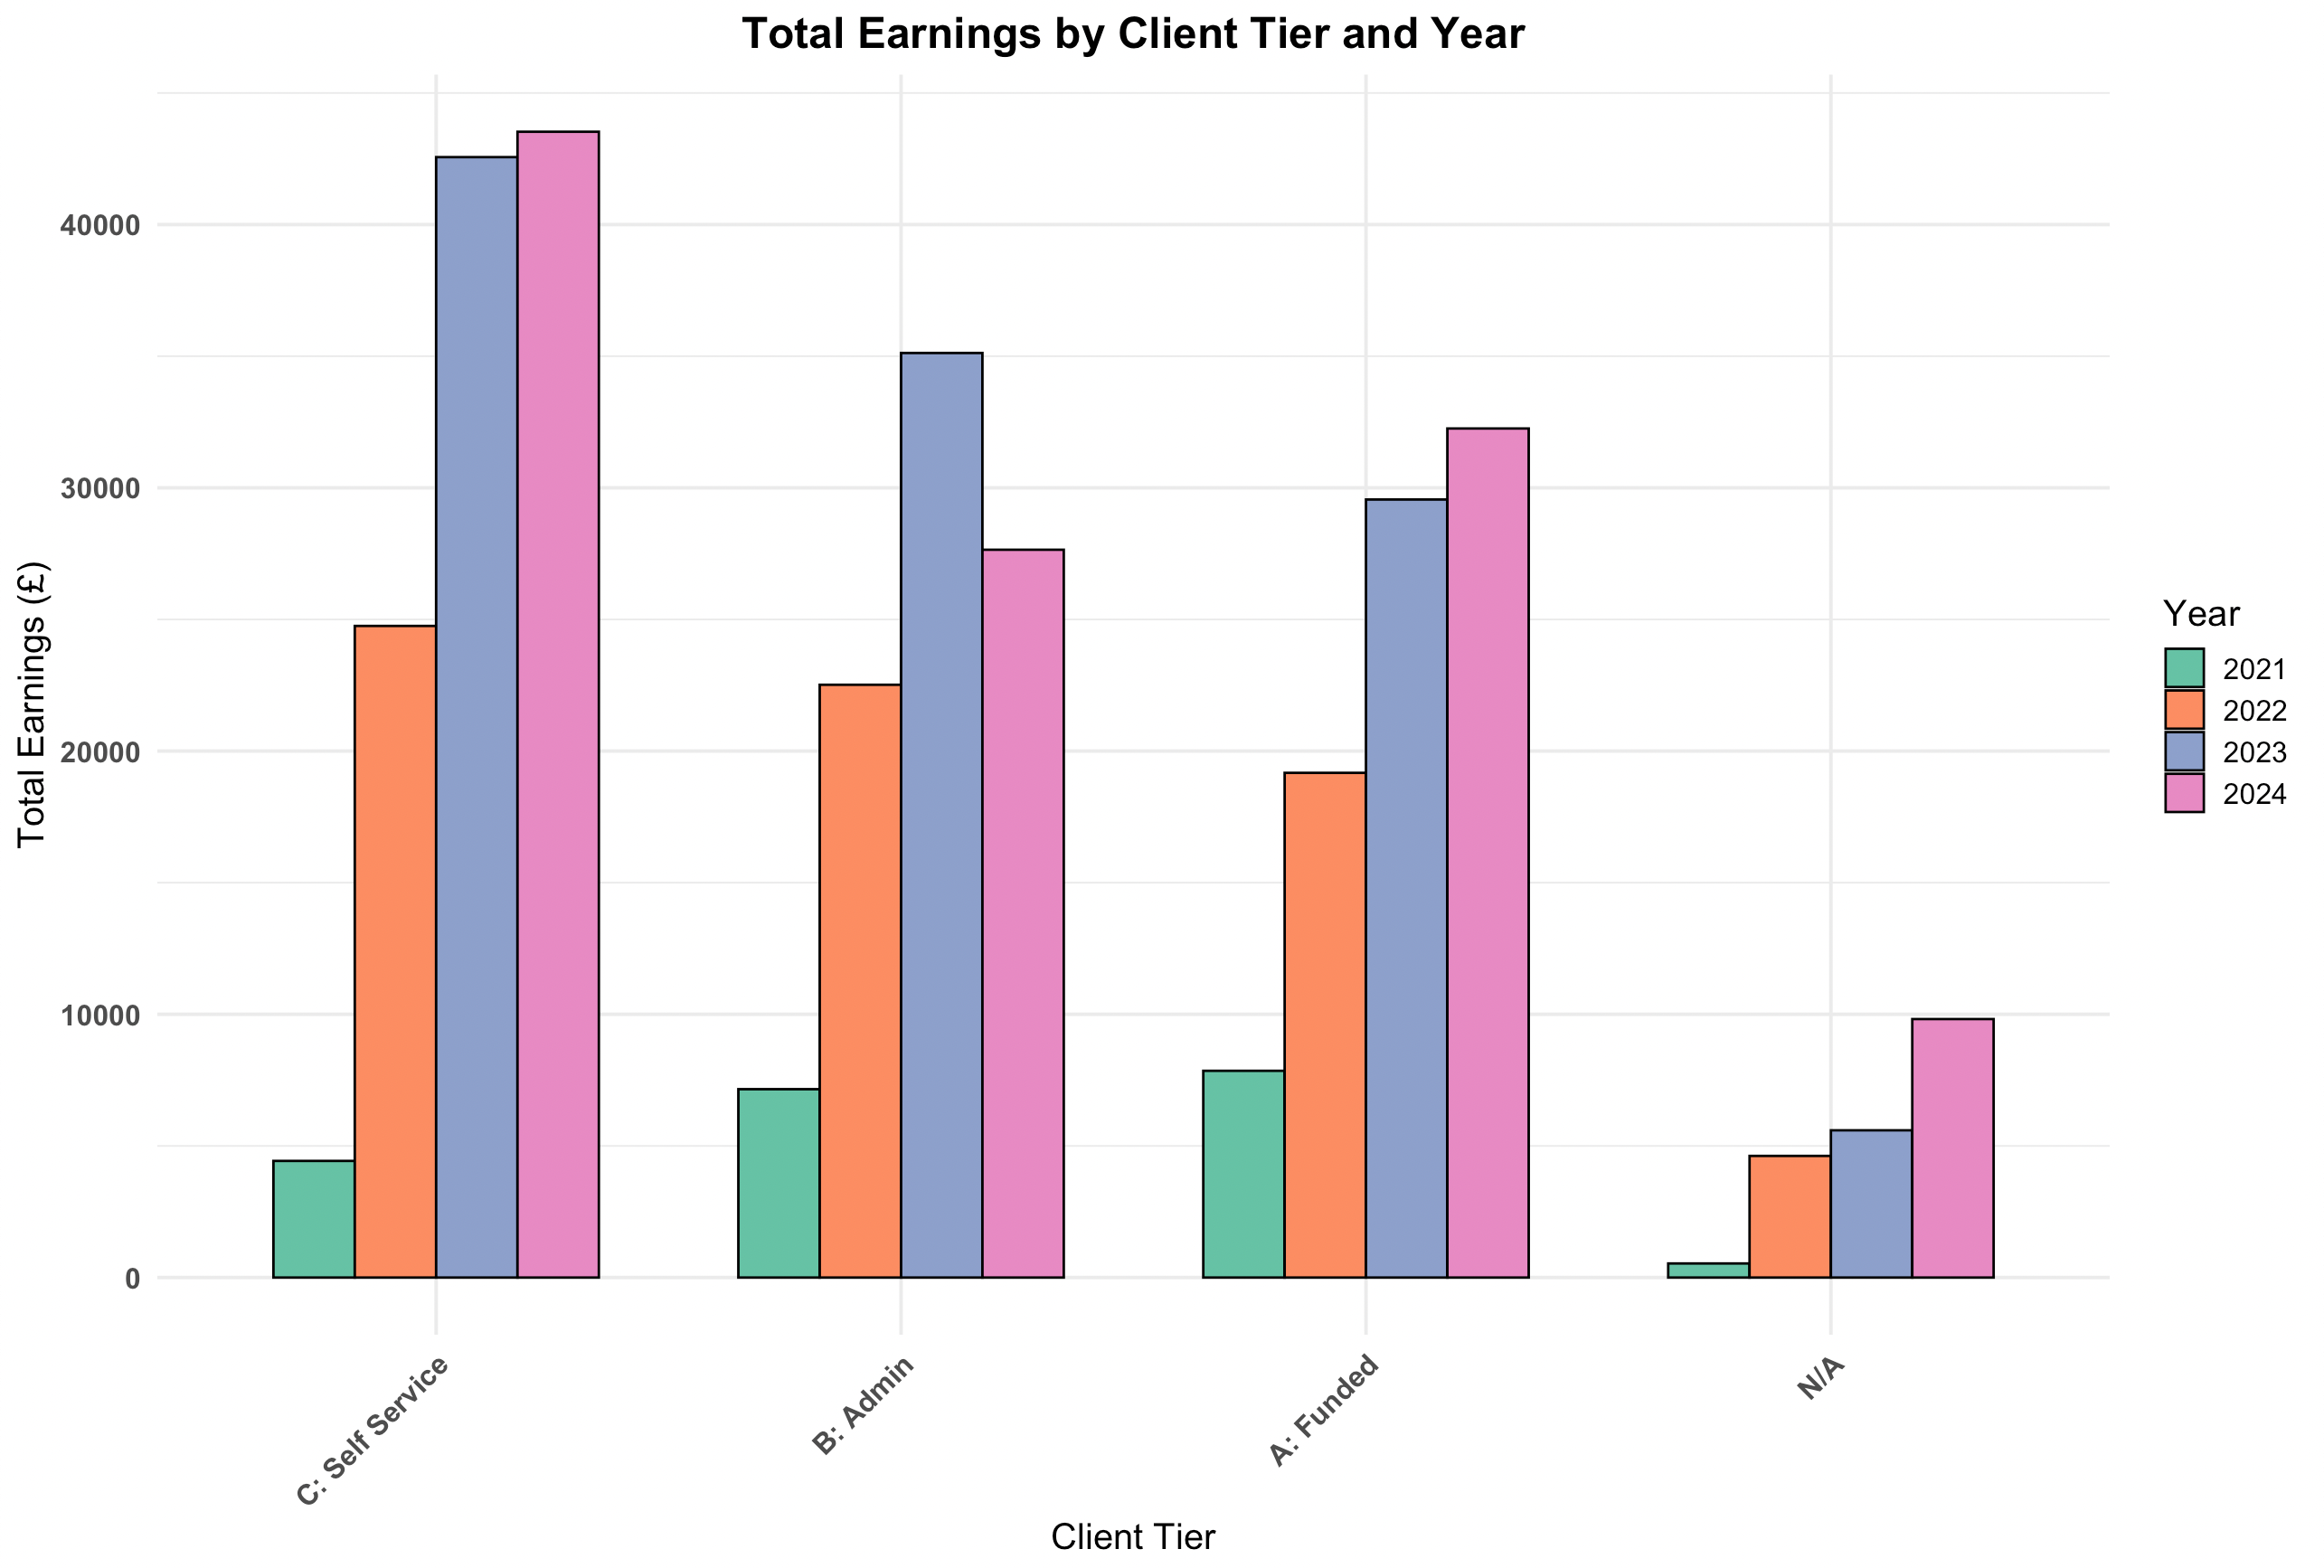 Total Earnings by Client Tier and Year
Total Earnings (£)
40000
30000
20000
10000
0
C: Self Service
B: Admin
A: Funded
N/A
Client Tier
Year
2021
2022
2023
2024